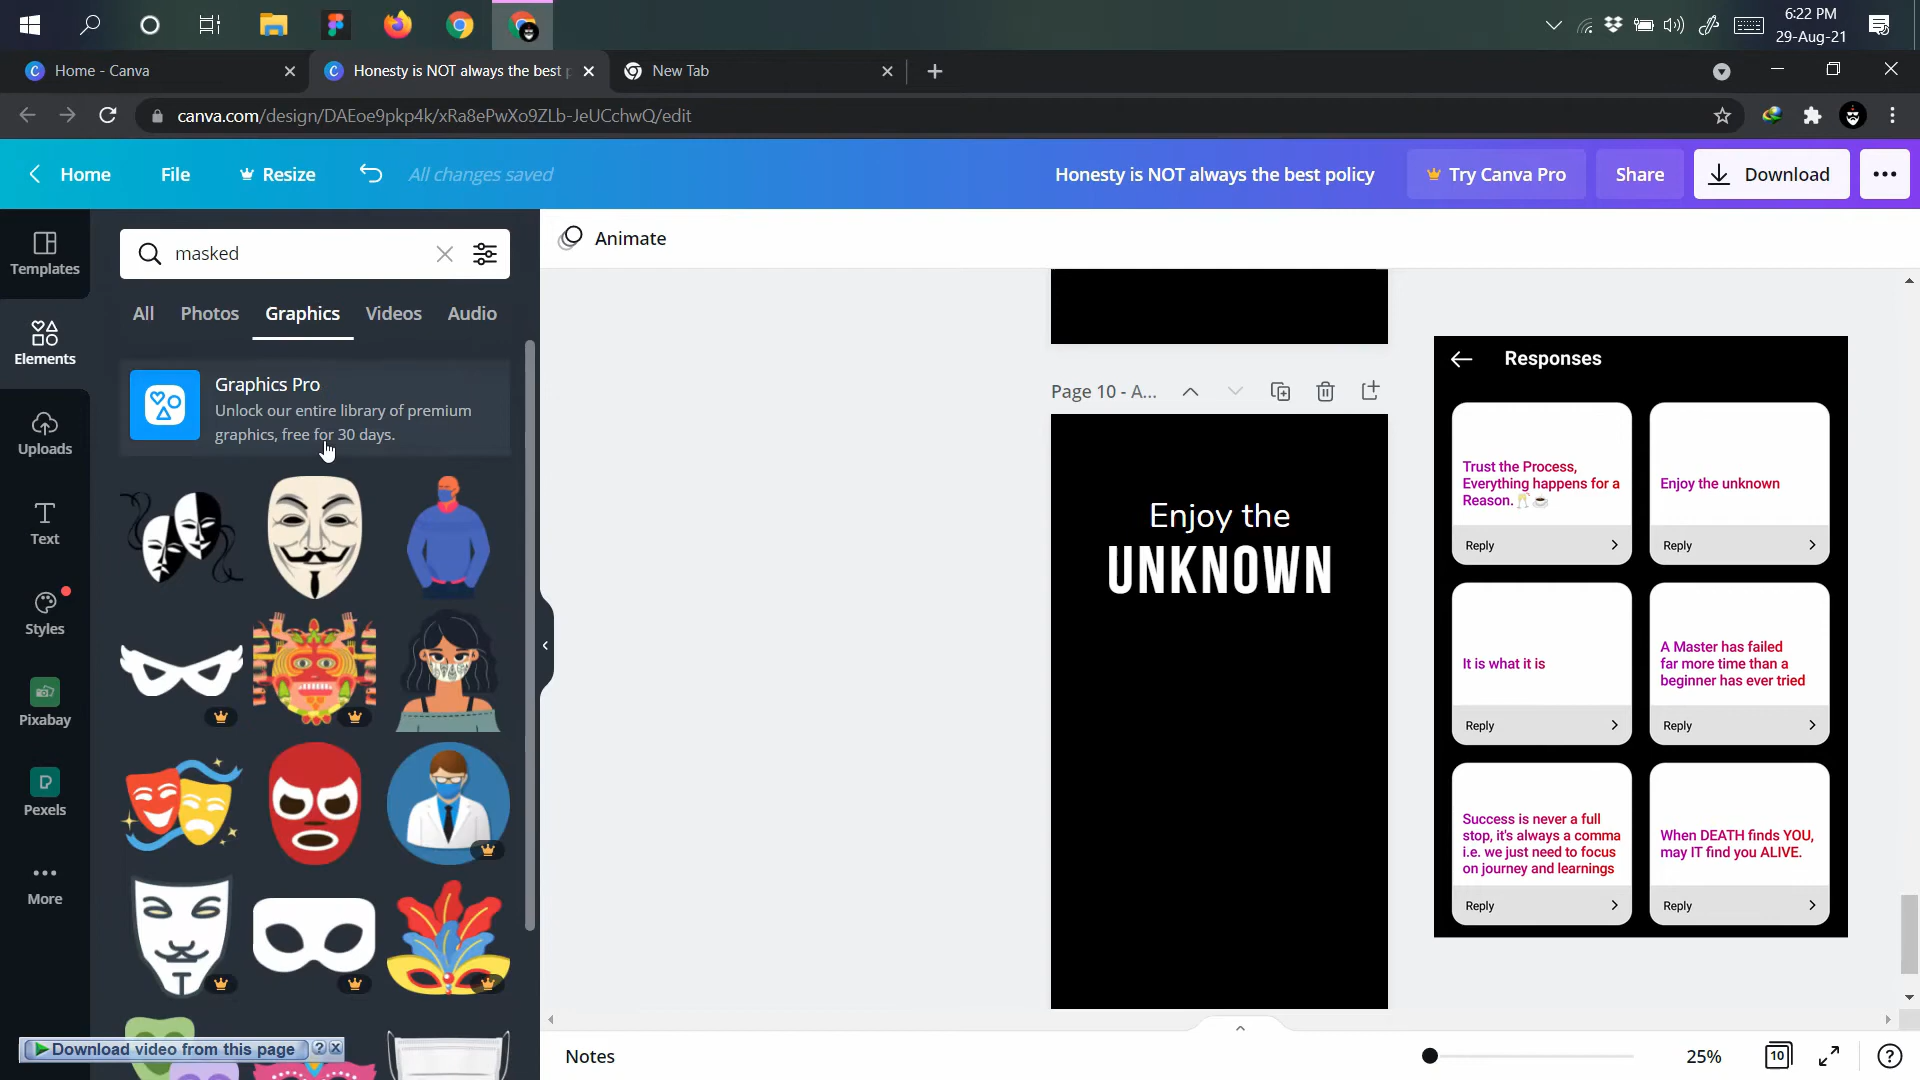 6:22 PM
29-Aug-21
Home - Canva
Honesty is NOT always the best p
New Tab
canva.com/design/DAEoe9pkp4k/xRa8ePwXo9ZLb-JeUCchwQ/edit
Home
File
Resize
All changes saved
Honesty is NOT always the best policy
Try Canva Pro
Share
Download
Templates
Elements
Uploads
Text
Styles
Pixabay
Pexels
More
masked
All
Photos
Graphics
Videos
Audio
Graphics Pro
Unlock our entire library of premium
graphics, free for 30 days.
Download video from this page
?
Animate
Page 10 - A...
Enjoy the
UNKNOWN
Responses
Trust the Process,
Everything happens for a
Reason.
Reply
Enjoy the unknown
Reply
It is what it is
Reply
A Master has failed
far more time than a
beginner has ever tried
Reply
Success is never a full
stop, it's always a comma
i.e. we just need to focus
on journey and learnings
Reply
When DEATH finds YOU,
may IT find you ALIVE.
Reply
Notes
25%
10
?